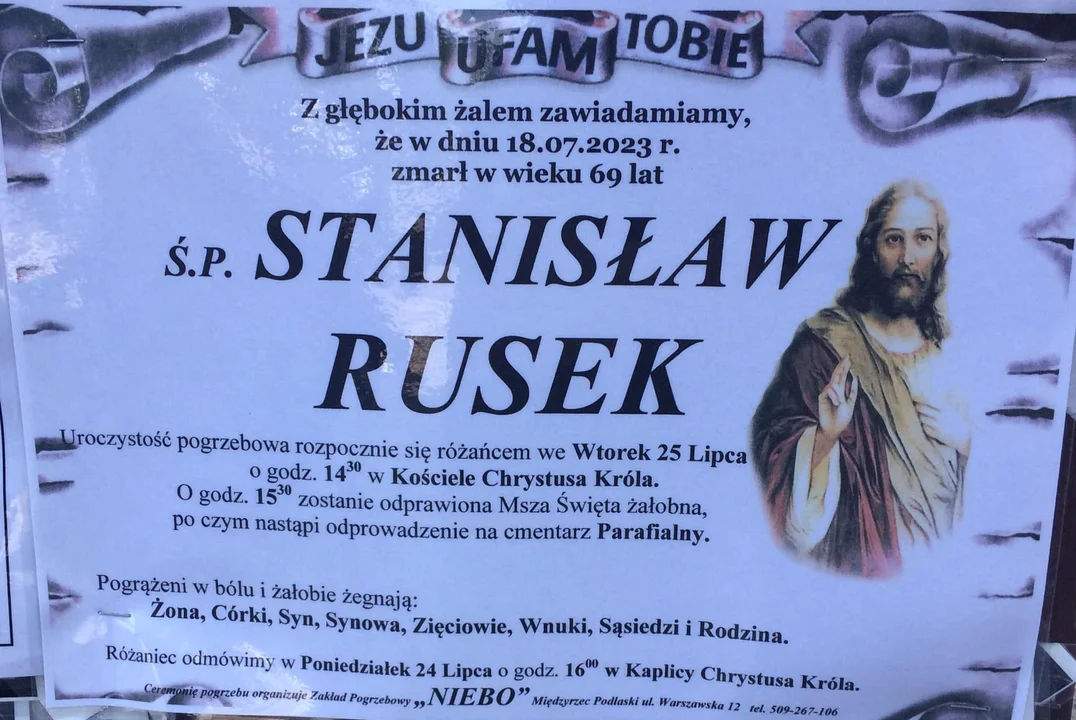 JEZU UFAM TOBIE
Z głębokim żalem zawiadamiamy,
że w dniu 18.07.2023 r.
zmarł w wieku 69 lat
Ś.P. STANISŁAW
RUSEK
Uroczystość pogrzebowa rozpocznie się różańcem we Wtorek 25 Lipca
o godz. 14³⁰ w Kościele Chrystusa Króla.
O godz. 15³⁰ zostanie odprawiona Msza Święta żałobna,
po czym nastąpi odprowadzenie na cmentarz Parafialny.
Pogrążeni w bólu i żałobie żegnają:
Żona, Córki, Syn, Synowa, Zięciowie, Wnuki, Sąsiedzi i Rodzina.
Różaniec odmówimy w Poniedziałek 24 Lipca o godz. 16⁰⁰ w Kaplicy Chrystusa Króla.
Ceremonię pogrzebu organizuje Zakład Pogrzebowy „NIEBO” Międzyrzec Podlaski ul. Warszawska 12 tel. 509-267-106